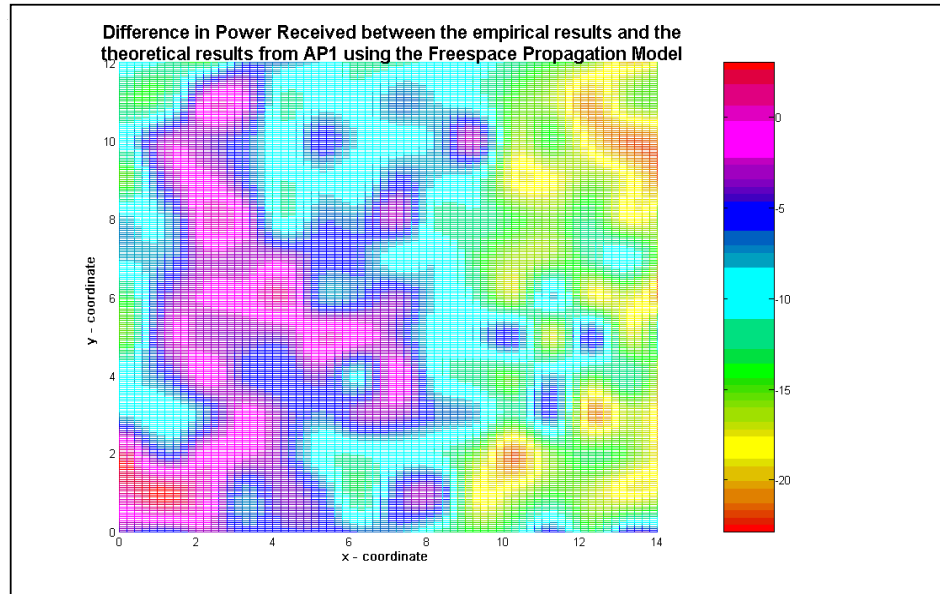 Difference in Power Received between the empirical results and the
theoretical results from AP1 using the Freespace Propagation Model
12
10
8
6
4
2
0
y - coordinate
0 2 4 6 8 10 12 14
x - coordinate
0
-5
-10
-15
-20